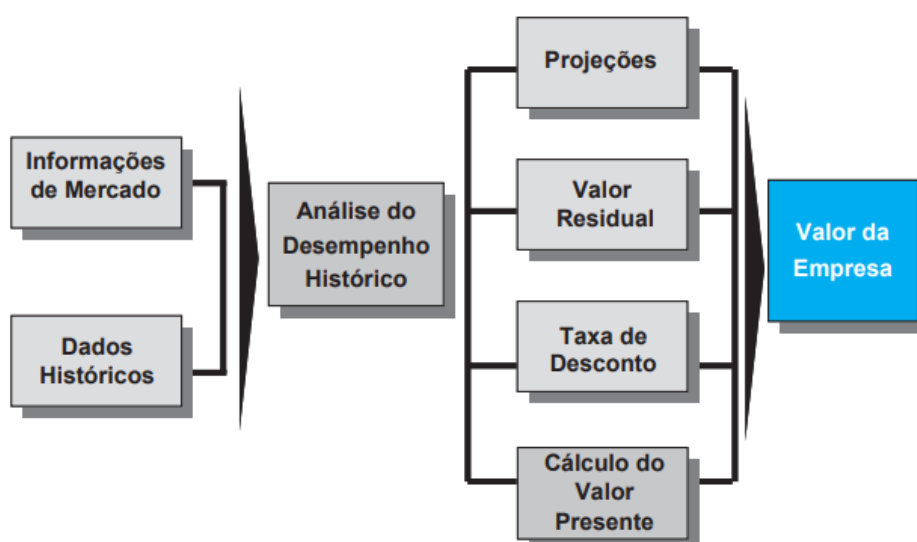 Informações
de Mercado
Dados
Históricos
Análise do
Desempenho
Histórico
Projeções
Valor
Residual
Taxa de
Desconto
Cálculo do
Valor
Presente
Valor da
Empresa